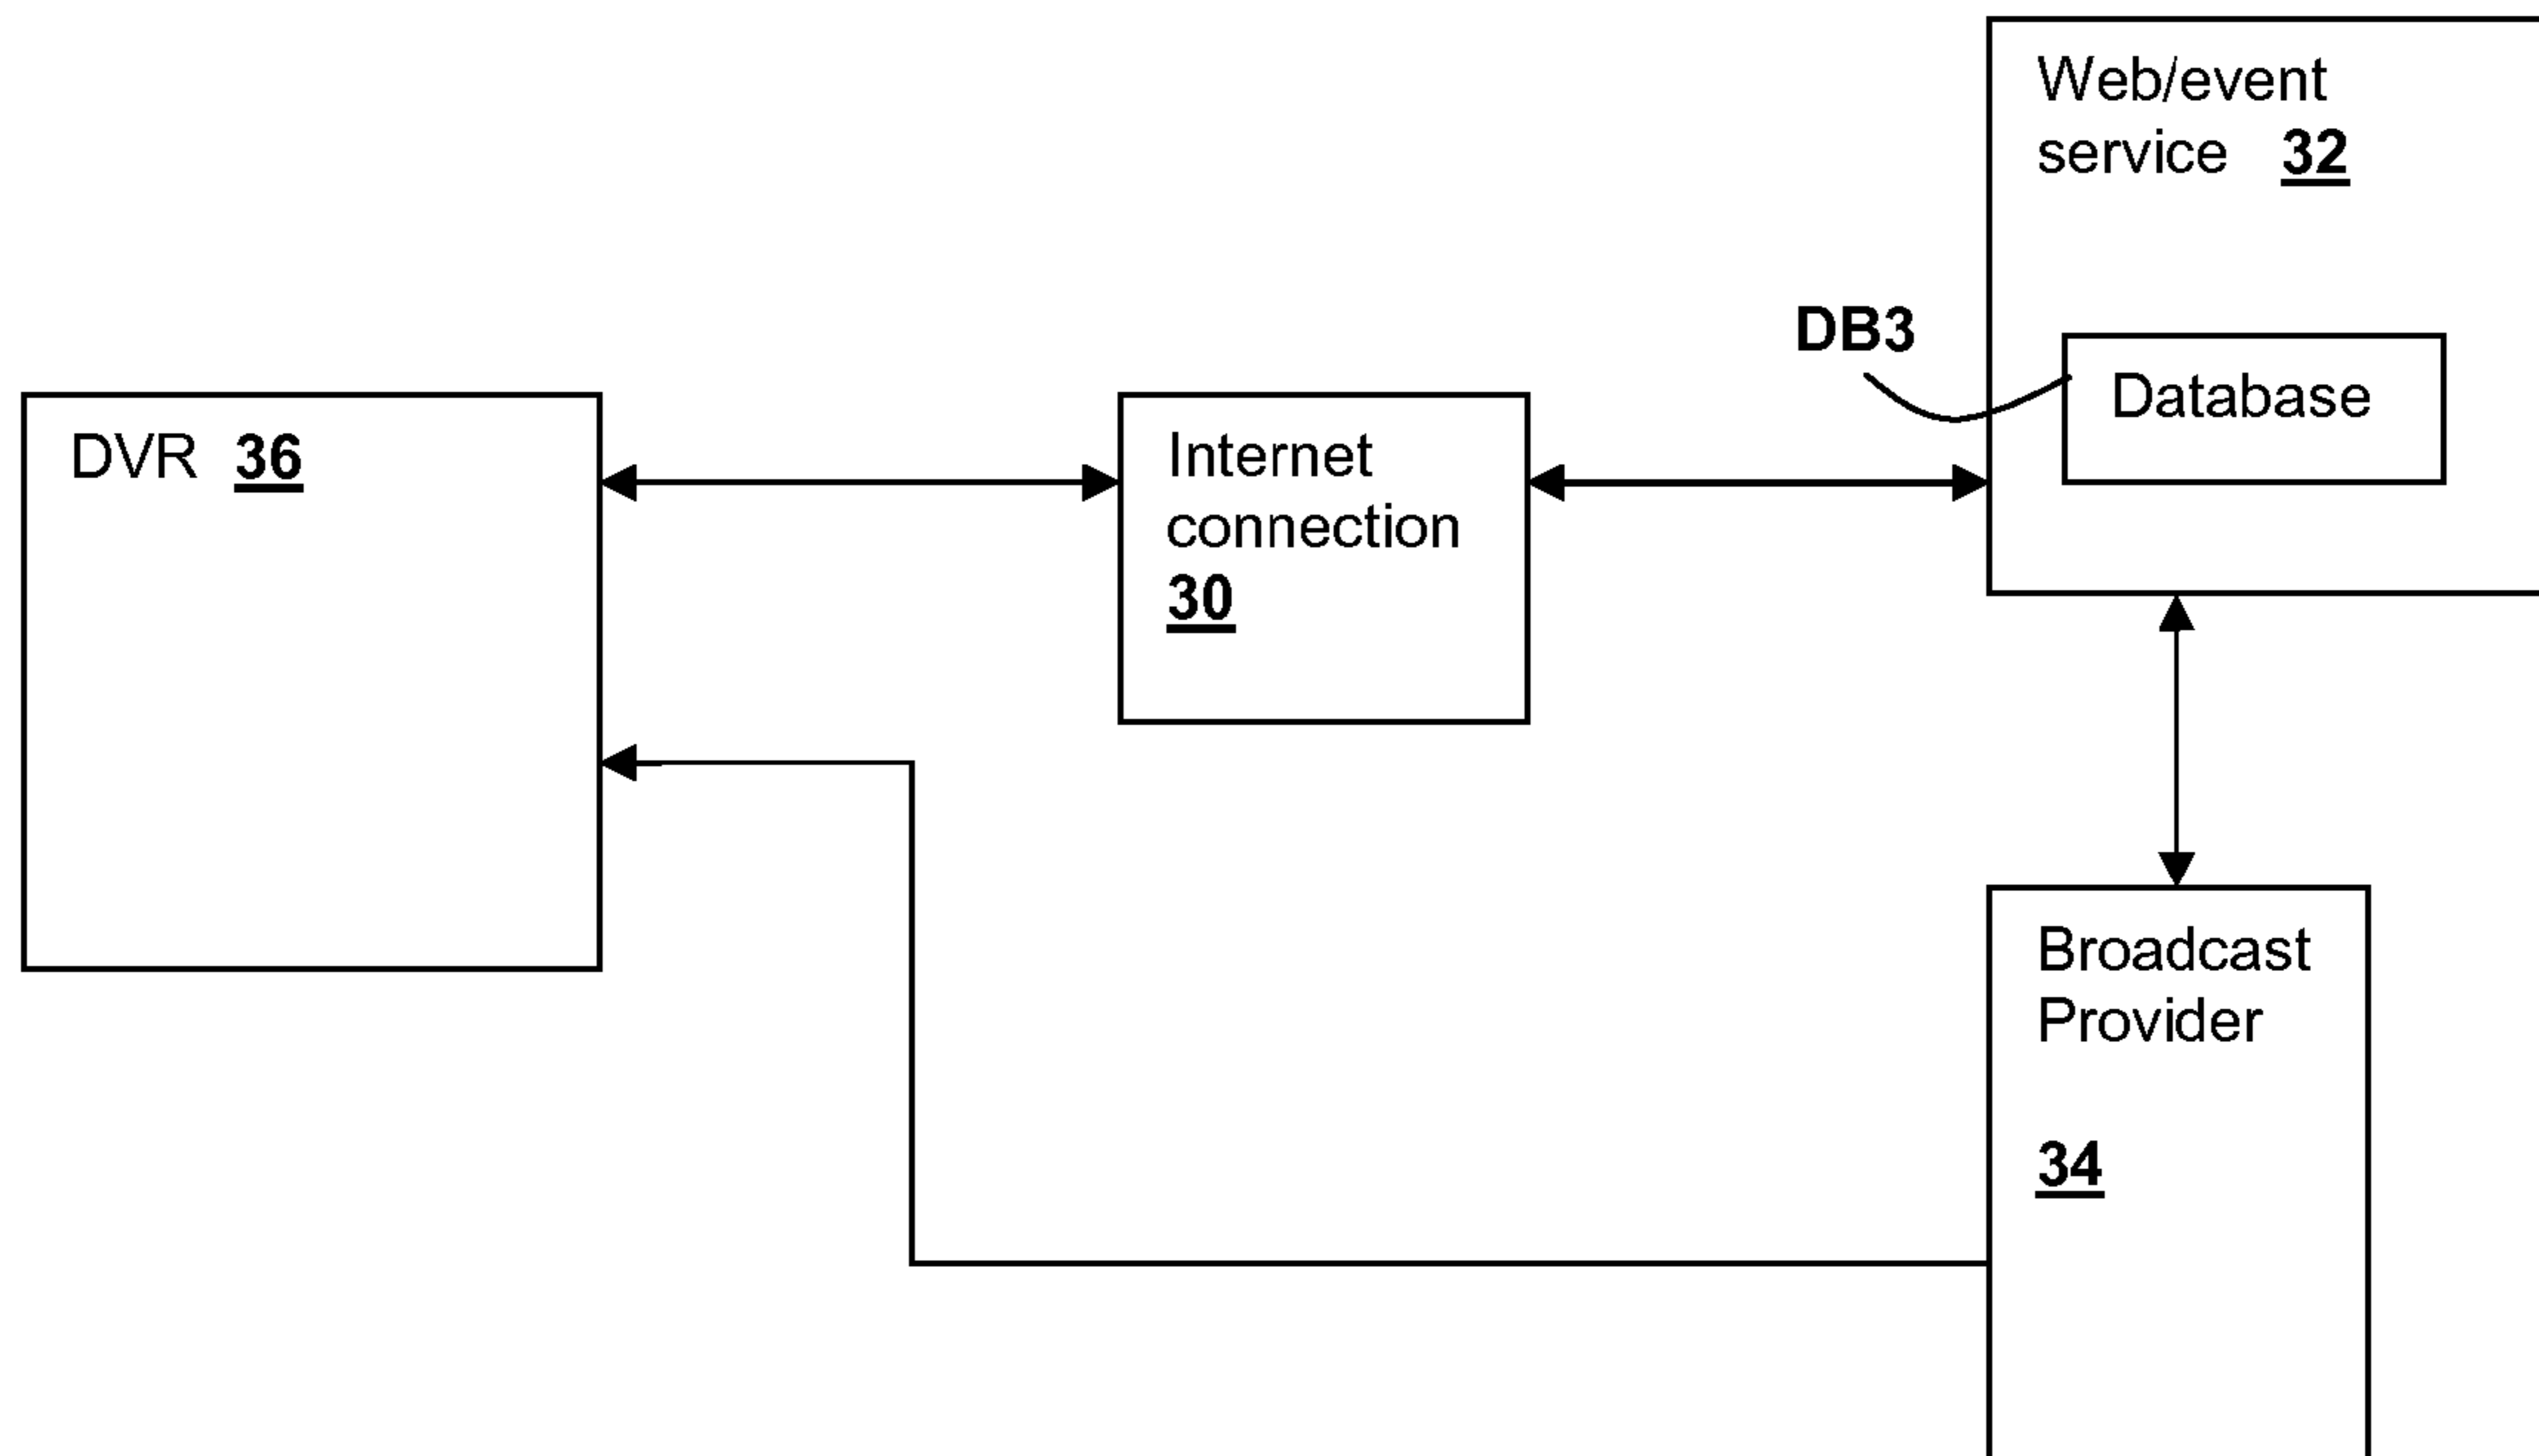 Web/event
service 32
DB3
Database
DVR 36
Internet
connection
30
Broadcast
Provider
34